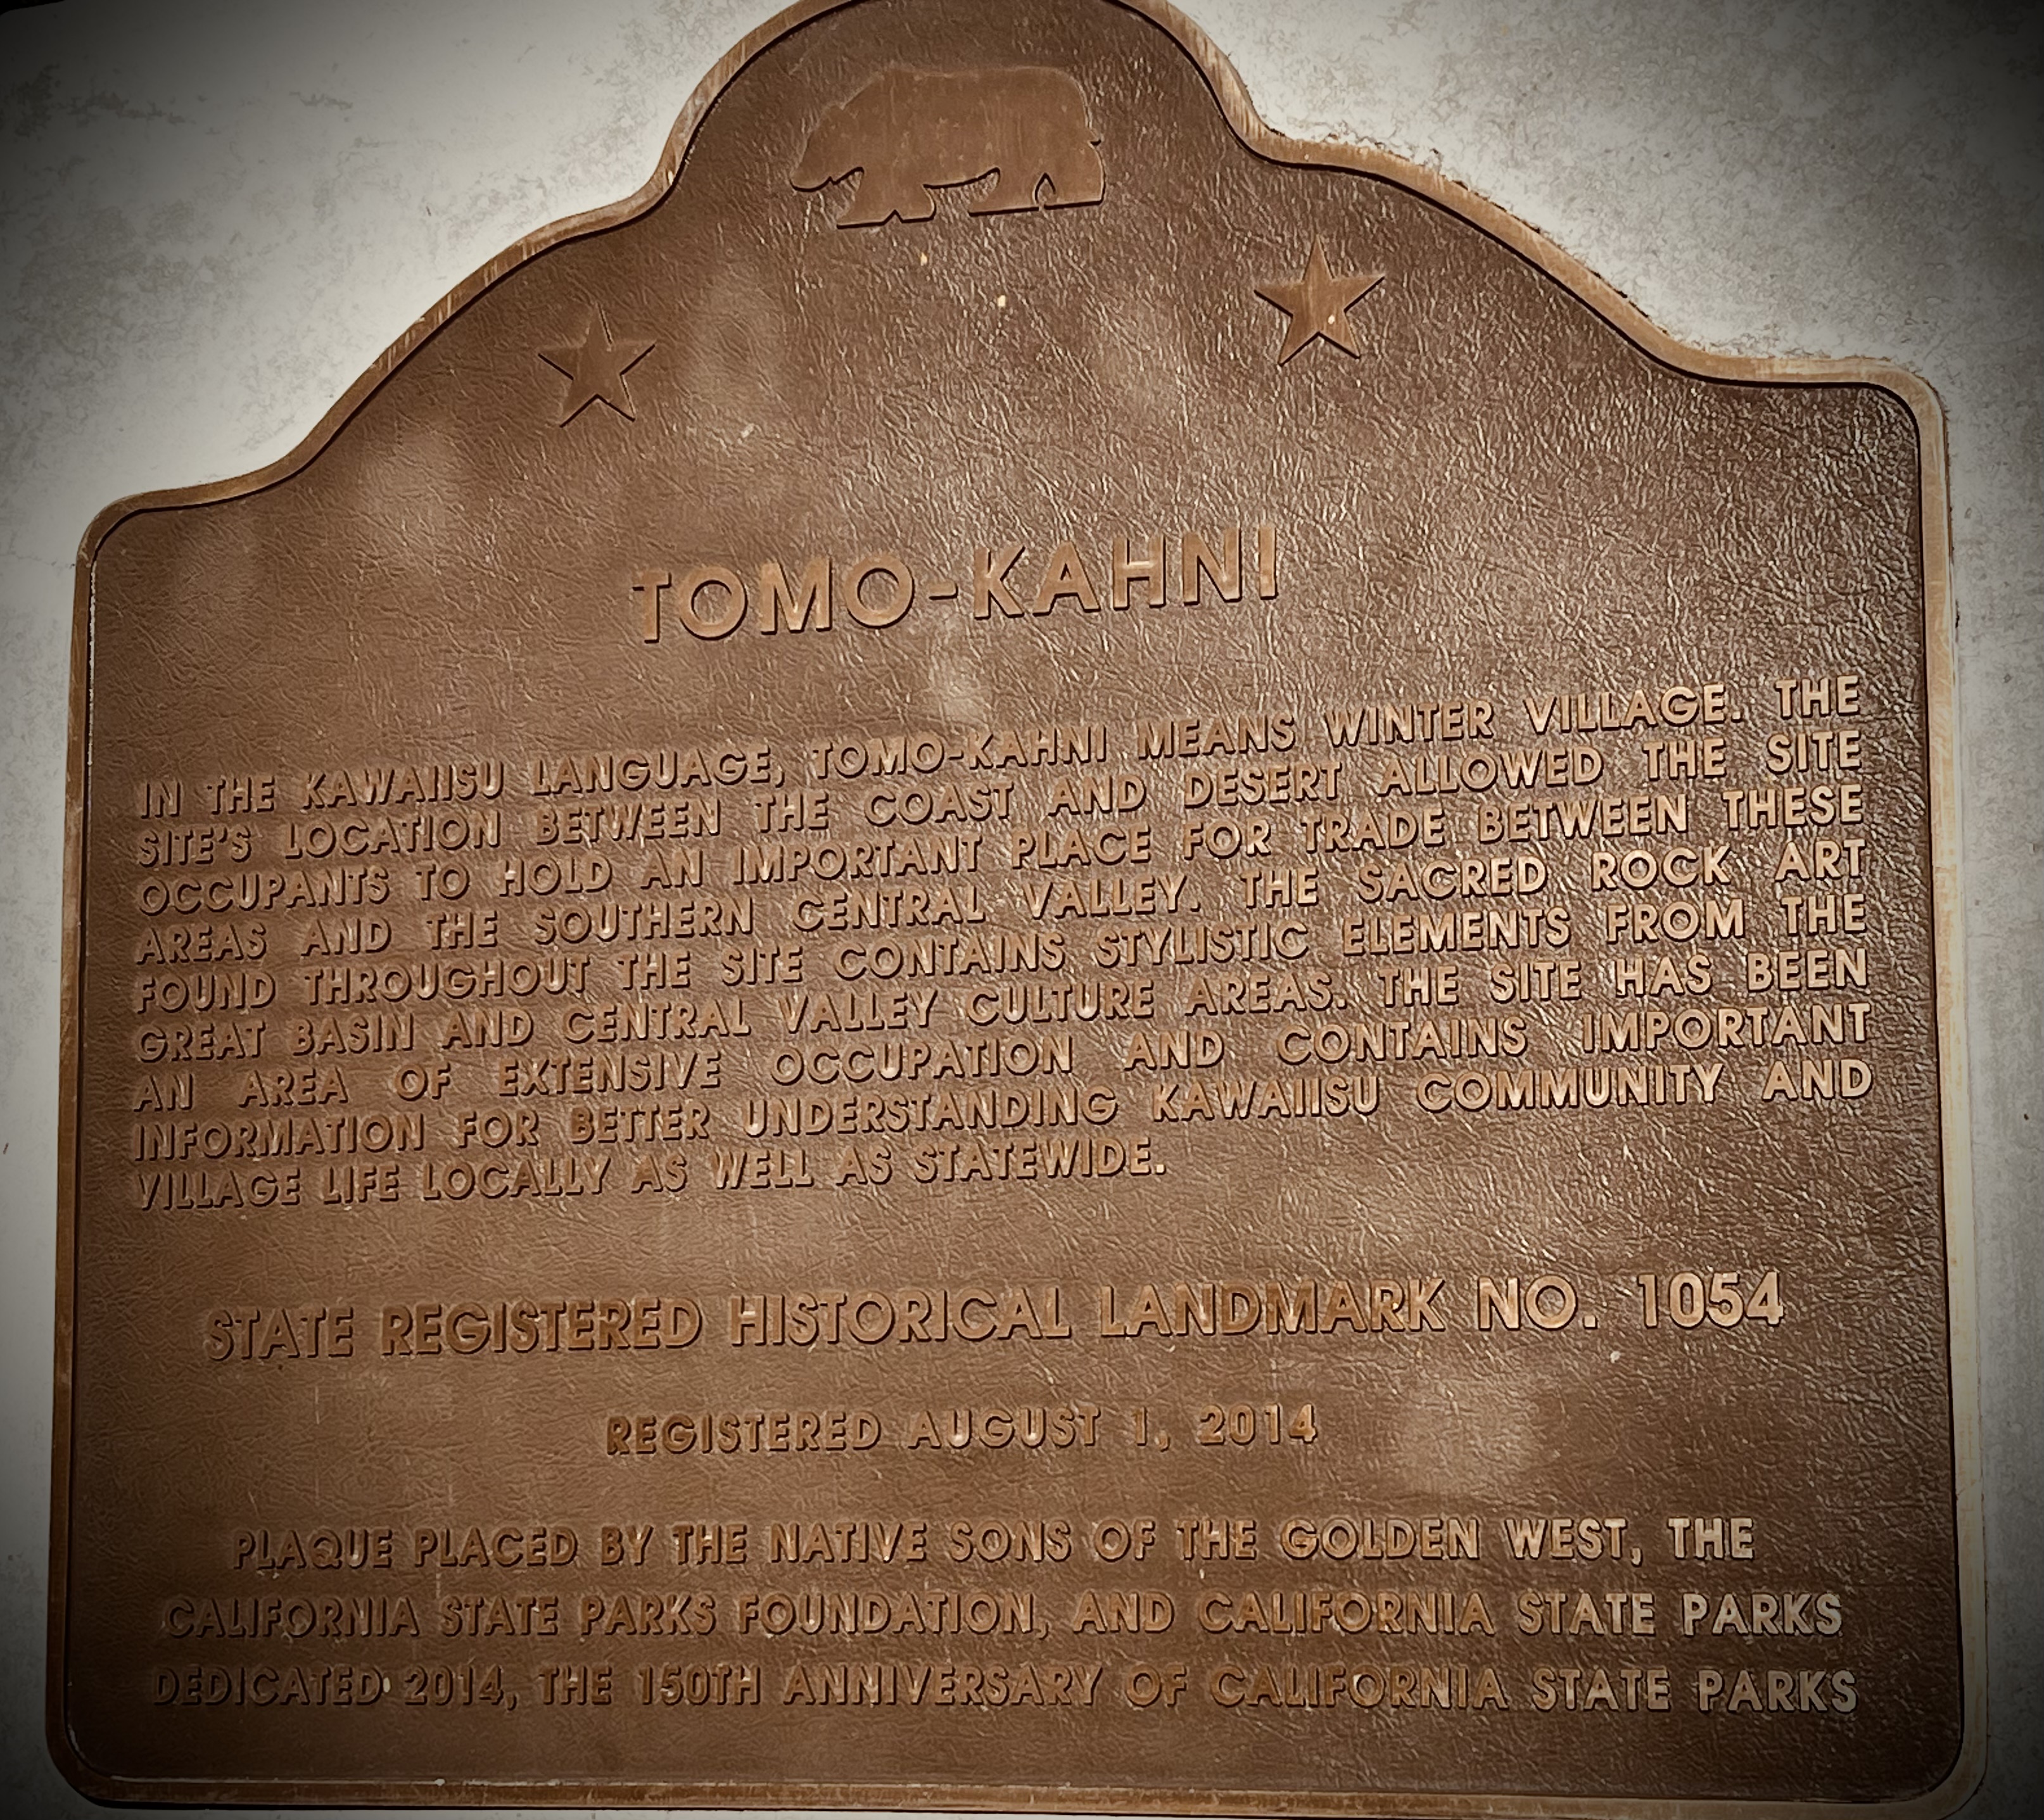 TOMO-KAHNI
IN THE KAWAIISU LANGUAGE, TOMO-KAHNI MEANS WINTER VILLAGE. THE
SITE'S LOCATION BETWEEN THE COAST AND DESERT ALLOWED THE SITE
OCCUPANTS TO HOLD AN IMPORTANT PLACE FOR TRADE BETWEEN THESE
AREAS AND THE SOUTHERN CENTRAL VALLEY. THE SACRED ROCK ART
FOUND THROUGHOUT THE SITE CONTAINS STYLISTIC ELEMENTS FROM THE
GREAT BASIN AND CENTRAL VALLEY CULTURE AREAS. THE SITE HAS BEEN
AN AREA OF EXTENSIVE OCCUPATION AND CONTAINS IMPORTANT
INFORMATION FOR BETTER UNDERSTANDING KAWAIISU COMMUNITY AND
VILLAGE LIFE LOCALLY AS WELL AS STATEWIDE.
STATE REGISTERED HISTORICAL LANDMARK NO. 1054
REGISTERED AUGUST 1, 2014
PLAQUE PLACED BY THE NATIVE SONS OF THE GOLDEN WEST, THE
CALIFORNIA STATE PARKS FOUNDATION, AND CALIFORNIA STATE PARKS
DEDICATED 2014, THE 150TH ANNIVERSARY OF CALIFORNIA STATE PARKS